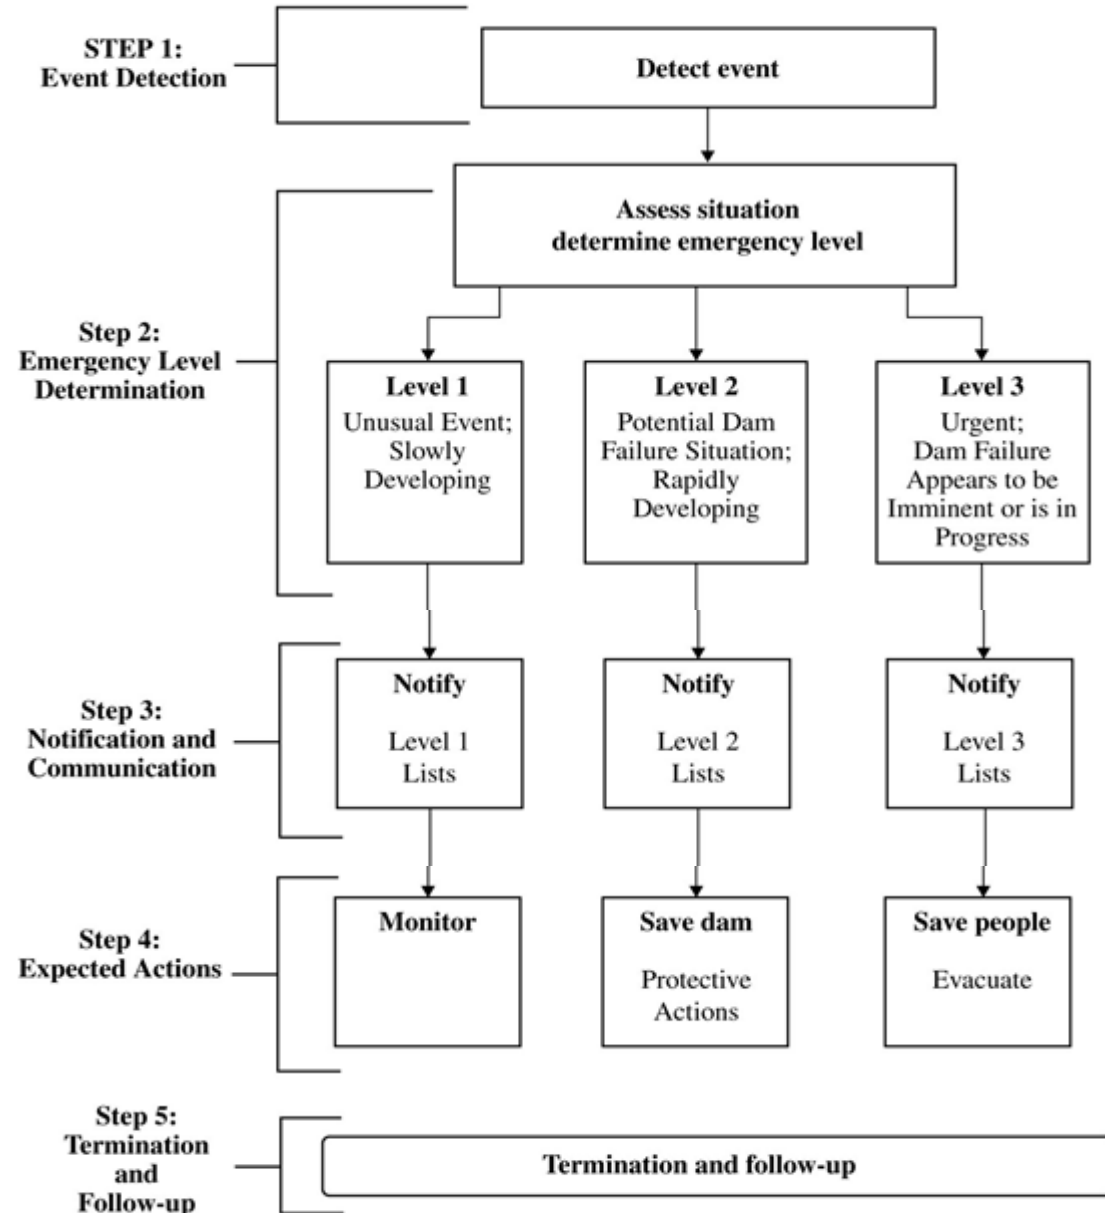 STEP 1:
Event Detection
Detect event
Assess situation
determine emergency level
Step 2:
Emergency Level
Determination
Level 1
Unusual Event;
Slowly
Developing
Level 2
Potential Dam
Failure Situation;
Rapidly
Developing
Level 3
Urgent;
Dam Failure
Appears to be
Imminent or is in
Progress
Step 3:
Notification and
Communication
Notify
Level 1
Lists
Notify
Level 2
Lists
Notify
Level 3
Lists
Step 4:
Expected Actions
Monitor
Save dam
Protective
Actions
Save people
Evacuate
Step 5:
Termination
and
Follow-up
Termination and follow-up